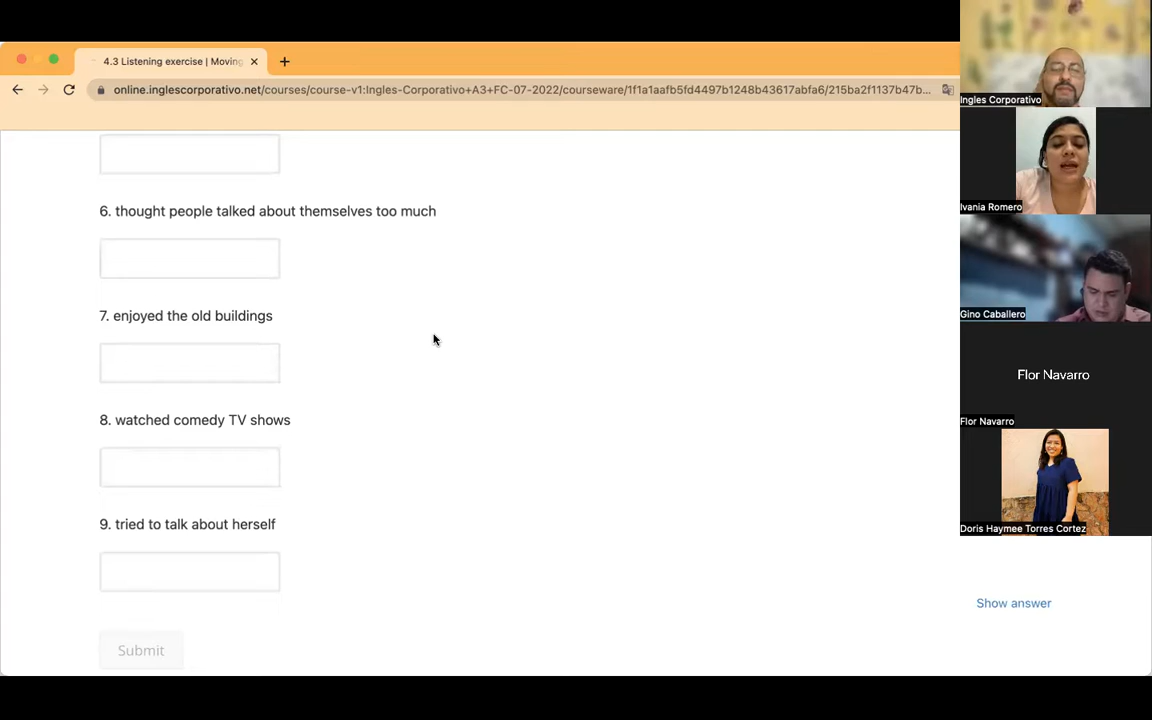 4.3 Listening exercise | Moving
online.inglescorporativo.net/courses/course-v1:Ingles-Corporativo+A3+FC-07-2022/courseware/1f1a1aafb5fd4497b1248b43617abfa6/215ba2f1137b47b...
6. thought people talked about themselves too much
7. enjoyed the old buildings
8. watched comedy TV shows
9. tried to talk about herself
Submit
Show answer
Ingles Corporativo
Ivania Romero
Gino Caballero
Flor Navarro
Flor Navarro
Doris Haymee Torres Cortez